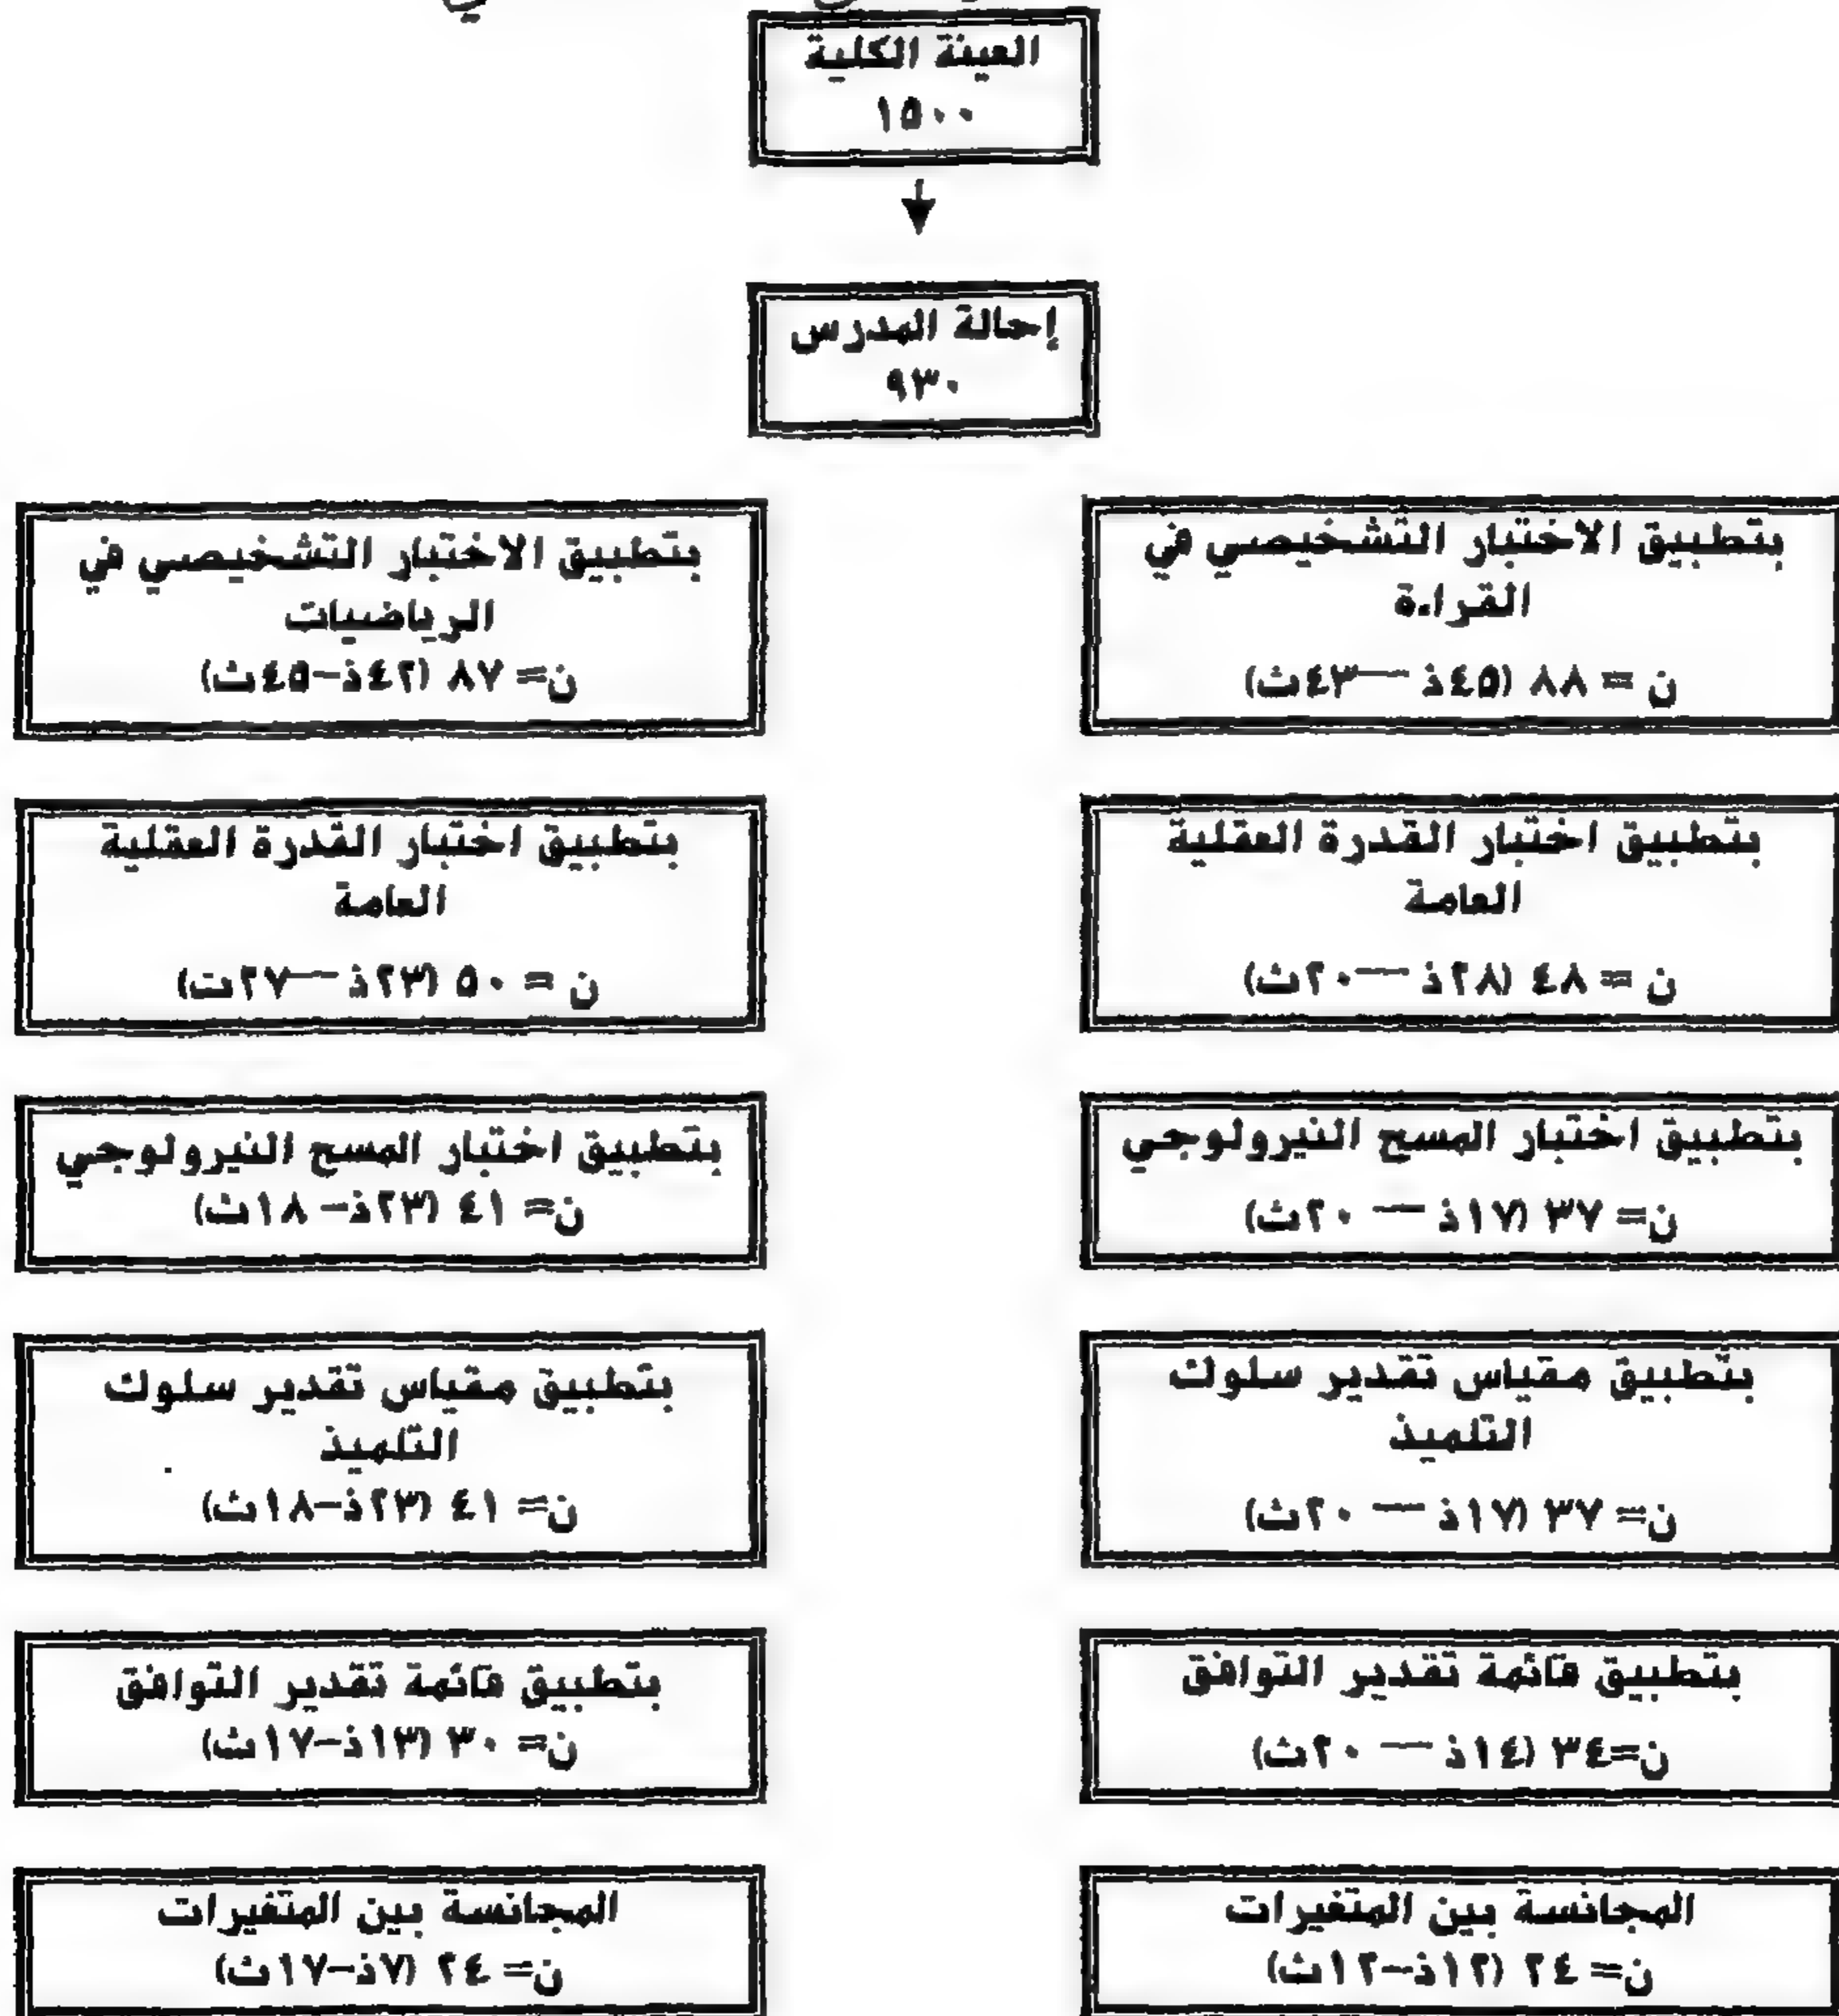 العينة الكلية
١٥٠٠
إحالة المدرس
٩٣٠
بتطبيق الاختبار التشخيصي في
القراءة
ن = ٨٨ (٤٥ذ — ٤٣ث)
بتطبيق الاختبار التشخيصي في
الرياضيات
ن= ٨٧ (٤٢ذ–٤٥ث)
بتطبيق اختبار القدرة العقلية
العامة
ن = ٤٨ (٢٨ذ — ٢٠ث)
بتطبيق اختبار القدرة العقلية
العامة
ن = ٥٠ (٢٣ذ — ٢٧ت)
بتطبيق اختبار المسح النيرولوجي
ن= ٣٧ (١٧ذ — ٢٠ث)
بتطبيق اختبار المسح النيرولوجي
ن= ٤١ (٢٣ذ– ١٨ث)
بتطبيق مقياس تقدير سلوك
التلميذ
ن= ٣٧ (١٧ذ — ٢٠ث)
بتطبيق مقياس تقدير سلوك
التلميذ
ن= ٤١ (٢٣ذ–١٨ث)
بتطبيق قائمة تقدير التوافق
ن=٣٤ (١٤ذ — ٢٠ث)
بتطبيق قائمة تقدير التوافق
ن= ٣٠ (١٣ذ–١٧ث)
المجانسة بين المتغيرات
ن= ٢٤ (١٢ذ–١٢ث)
المجانسة بين المتغيرات
ن= ٢٤ (٧ذ–١٧ث)